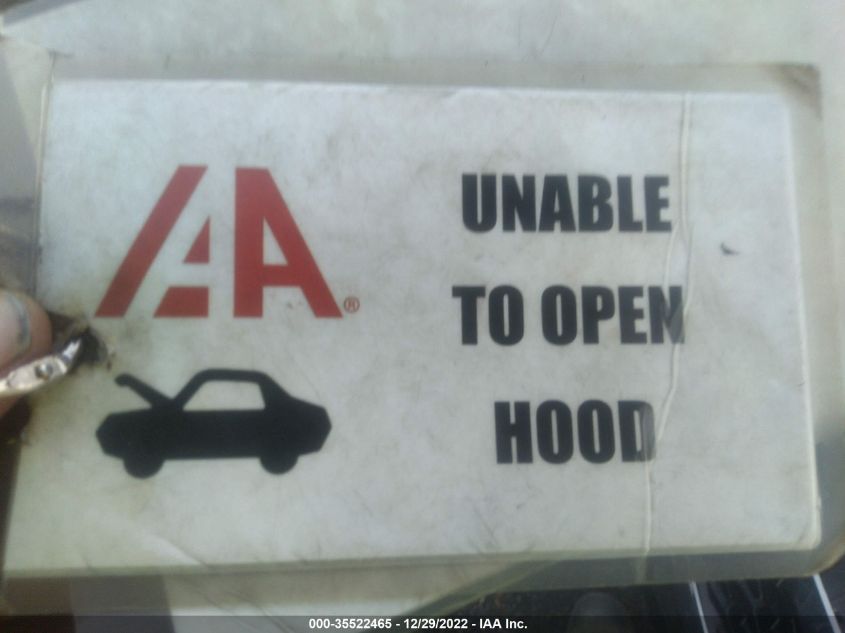 IAA®
UNABLE
TO OPEN
HOOD
000-35522465 - 12/29/2022 - IAA Inc.